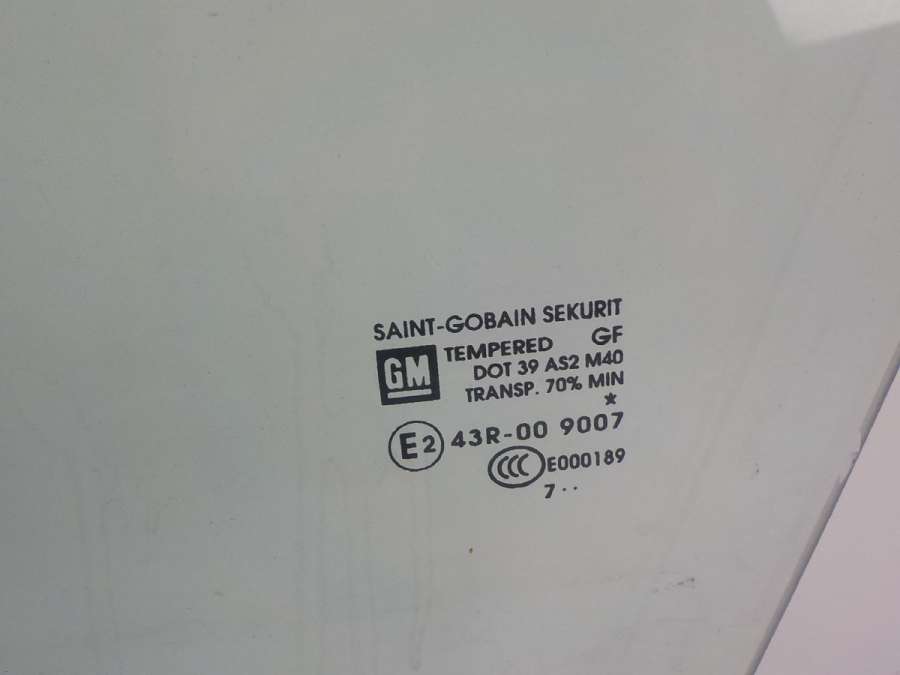 SAINT-GOBAIN SEKURIT
GM TEMPERED GF
DOT 39 AS2 M40
TRANSP. 70% MIN
*
E2 43R-00 9007
CCC E000189
7 ··